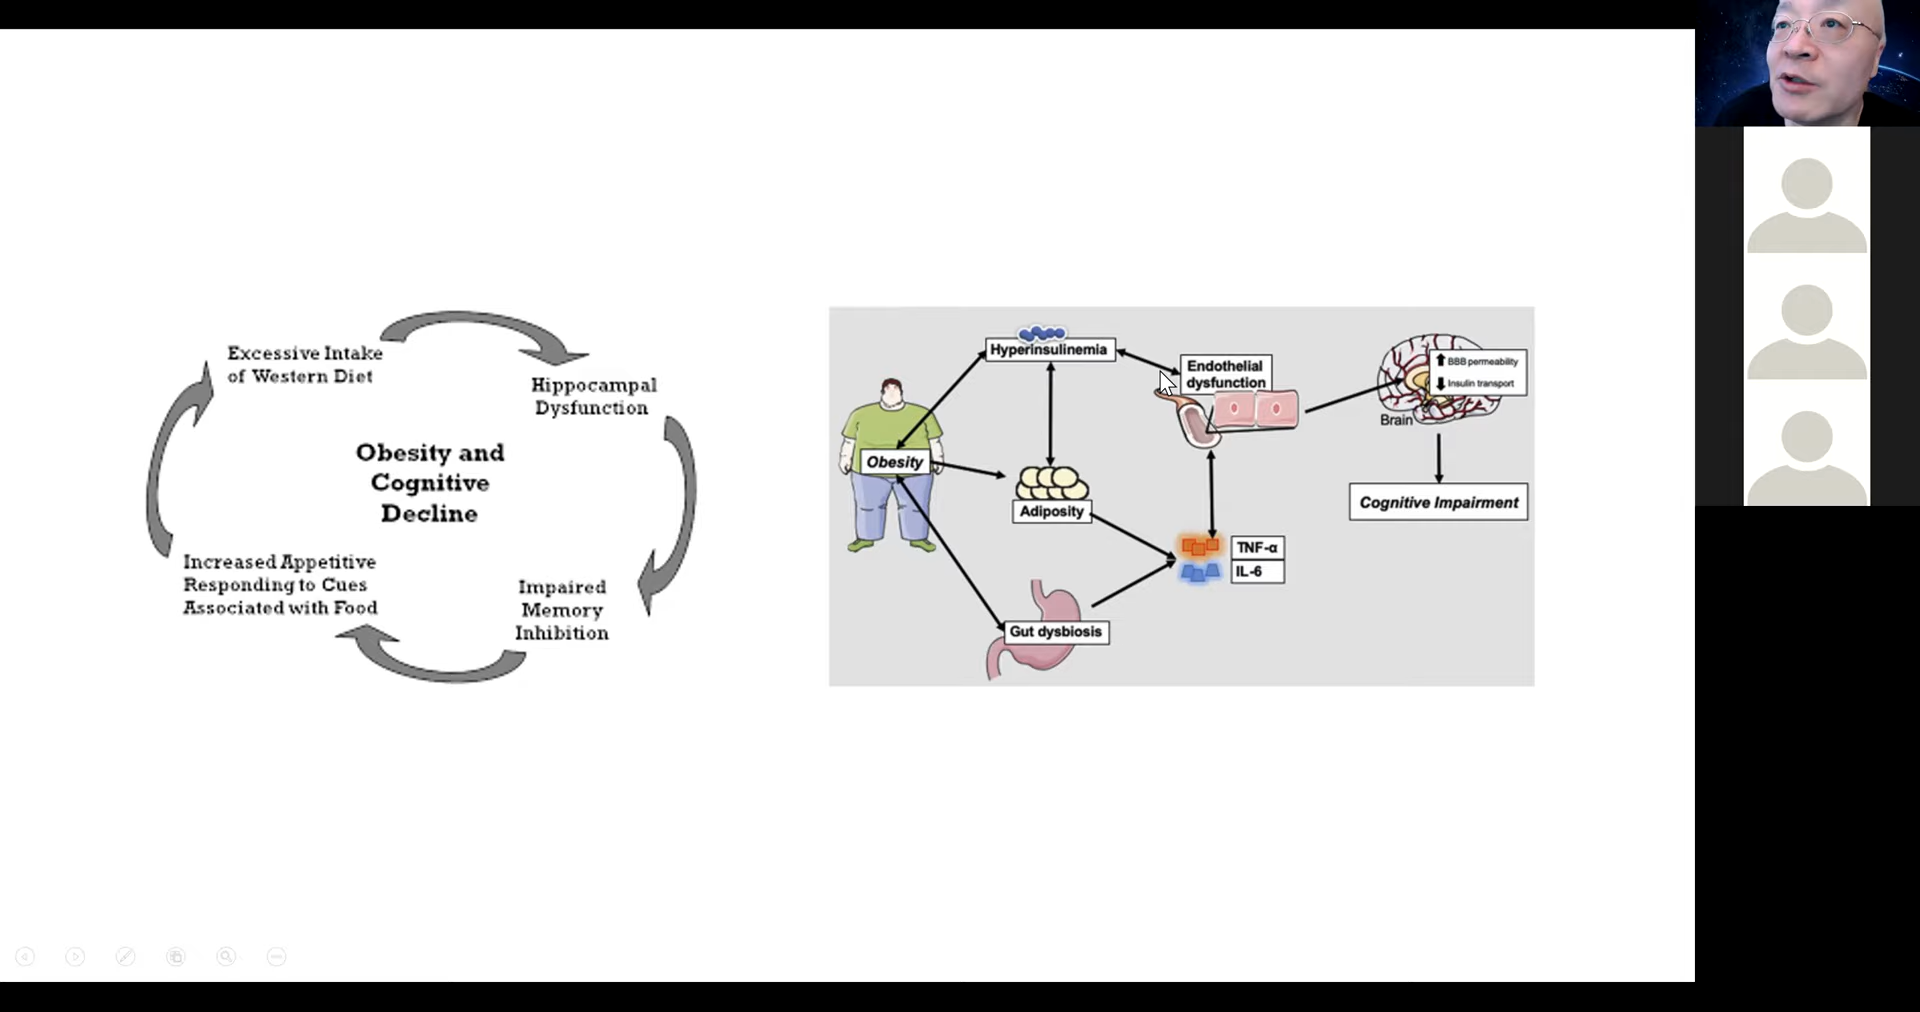 Excessive Intake
of Western Diet
Hippocampal
Dysfunction
Obesity and
Cognitive
Decline
Increased Appetitive
Responding to Cues
Associated with Food
Impaired
Memory
Inhibition
Hyperinsulinemia
Endothelial
dysfunction
BBB permeability
Insulin transport
Brain
Obesity
Adiposity
Cognitive Impairment
TNF-α
IL-6
Gut dysbiosis